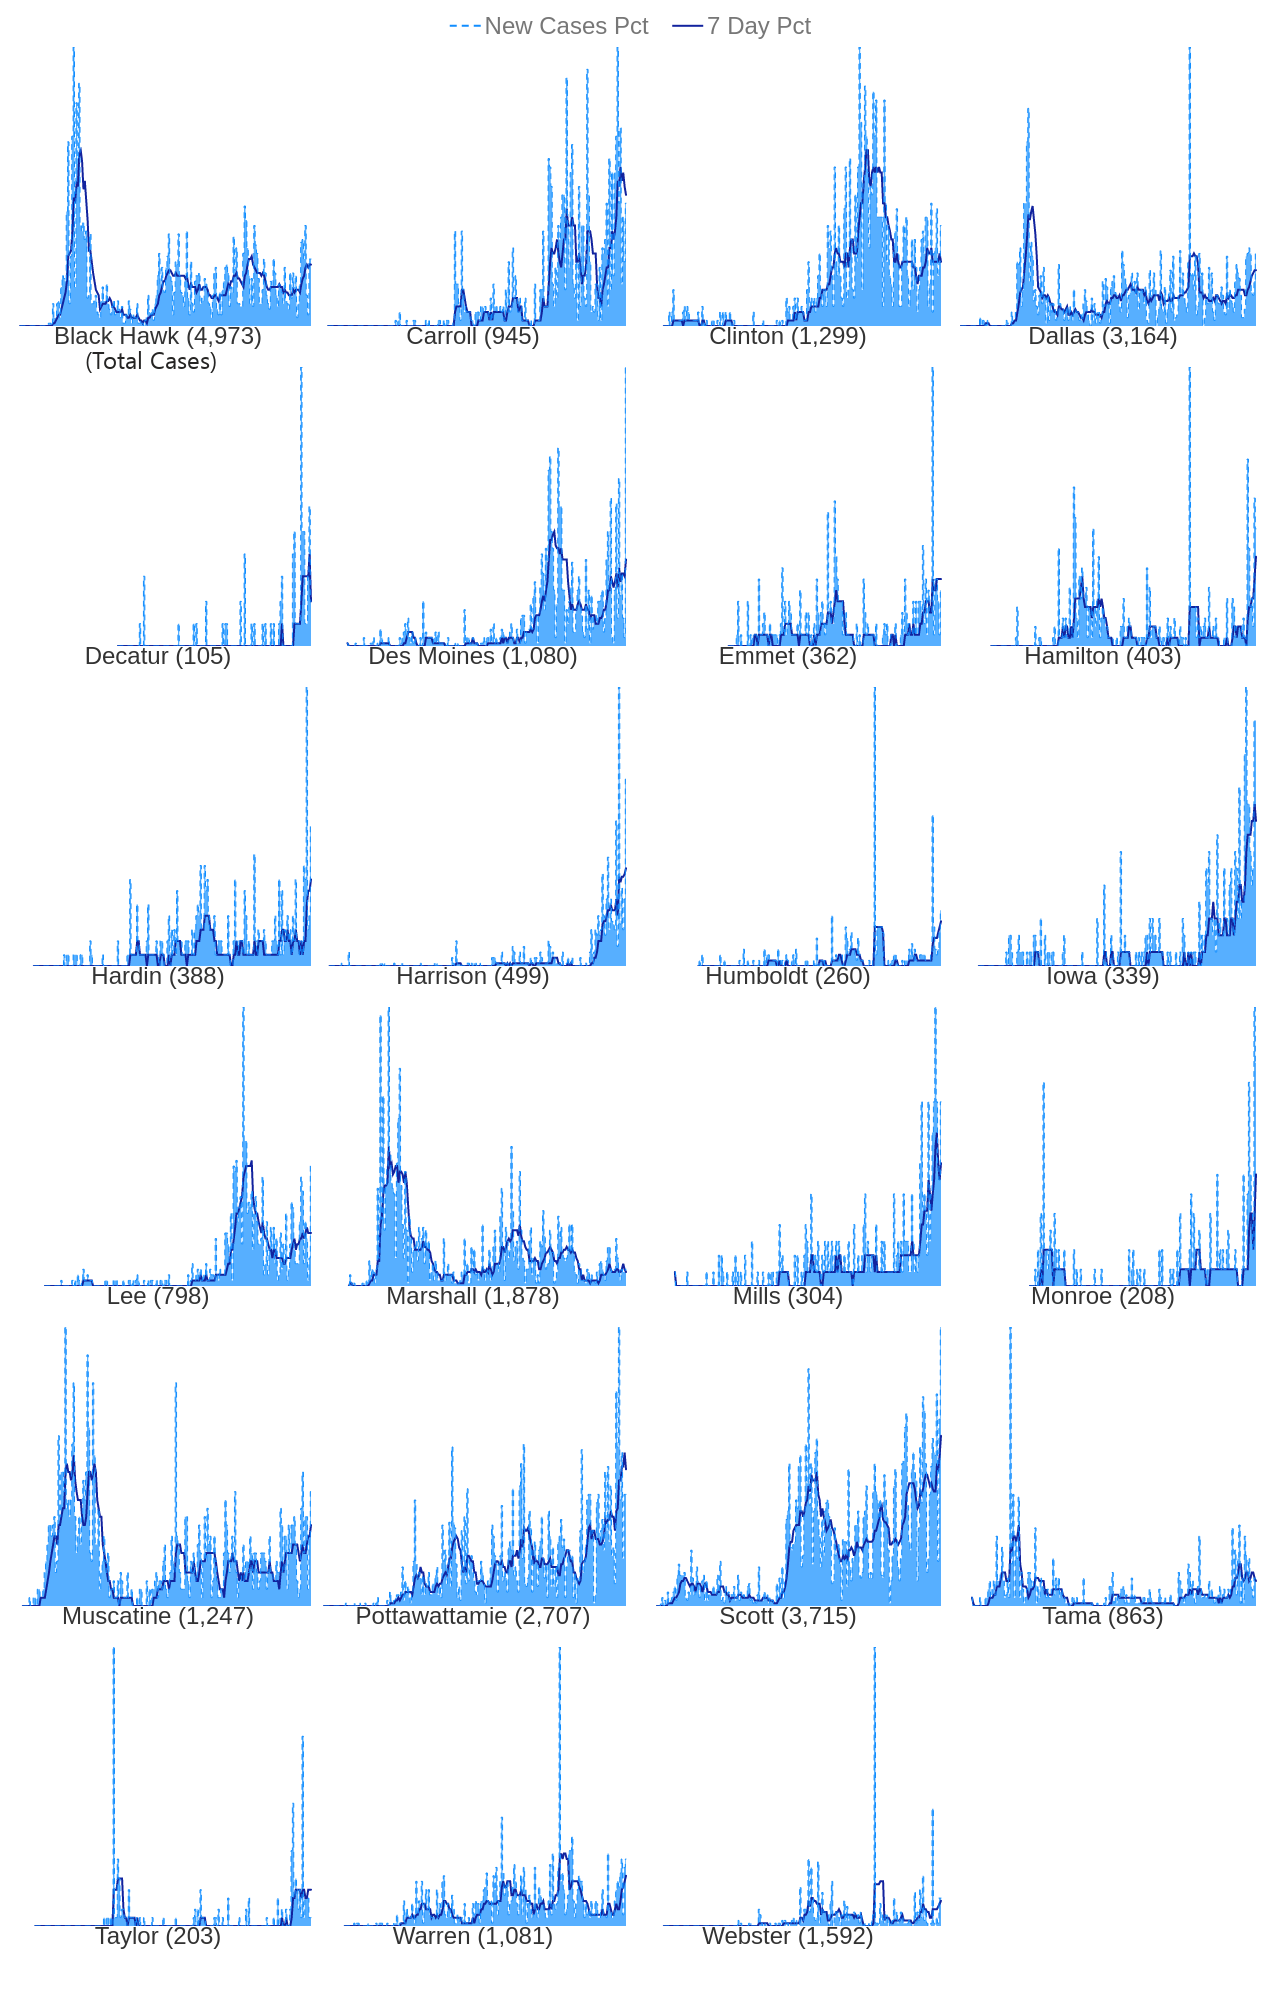 New Cases Pct 7 Day Pct
Black Hawk (4,973) Carroll (945) Clinton (1,299) Dallas (3,164)
(Total Cases)
Decatur (105) Des Moines (1,080) Emmet (362) Hamilton (403)
Hardin (388) Harrison (499) Humboldt (260) Iowa (339)
Lee (798) Marshall (1,878) Mills (304) Monroe (208)
Muscatine (1,247) Pottawattamie (2,707) Scott (3,715) Tama (863)
Taylor (203) Warren (1,081) Webster (1,592)